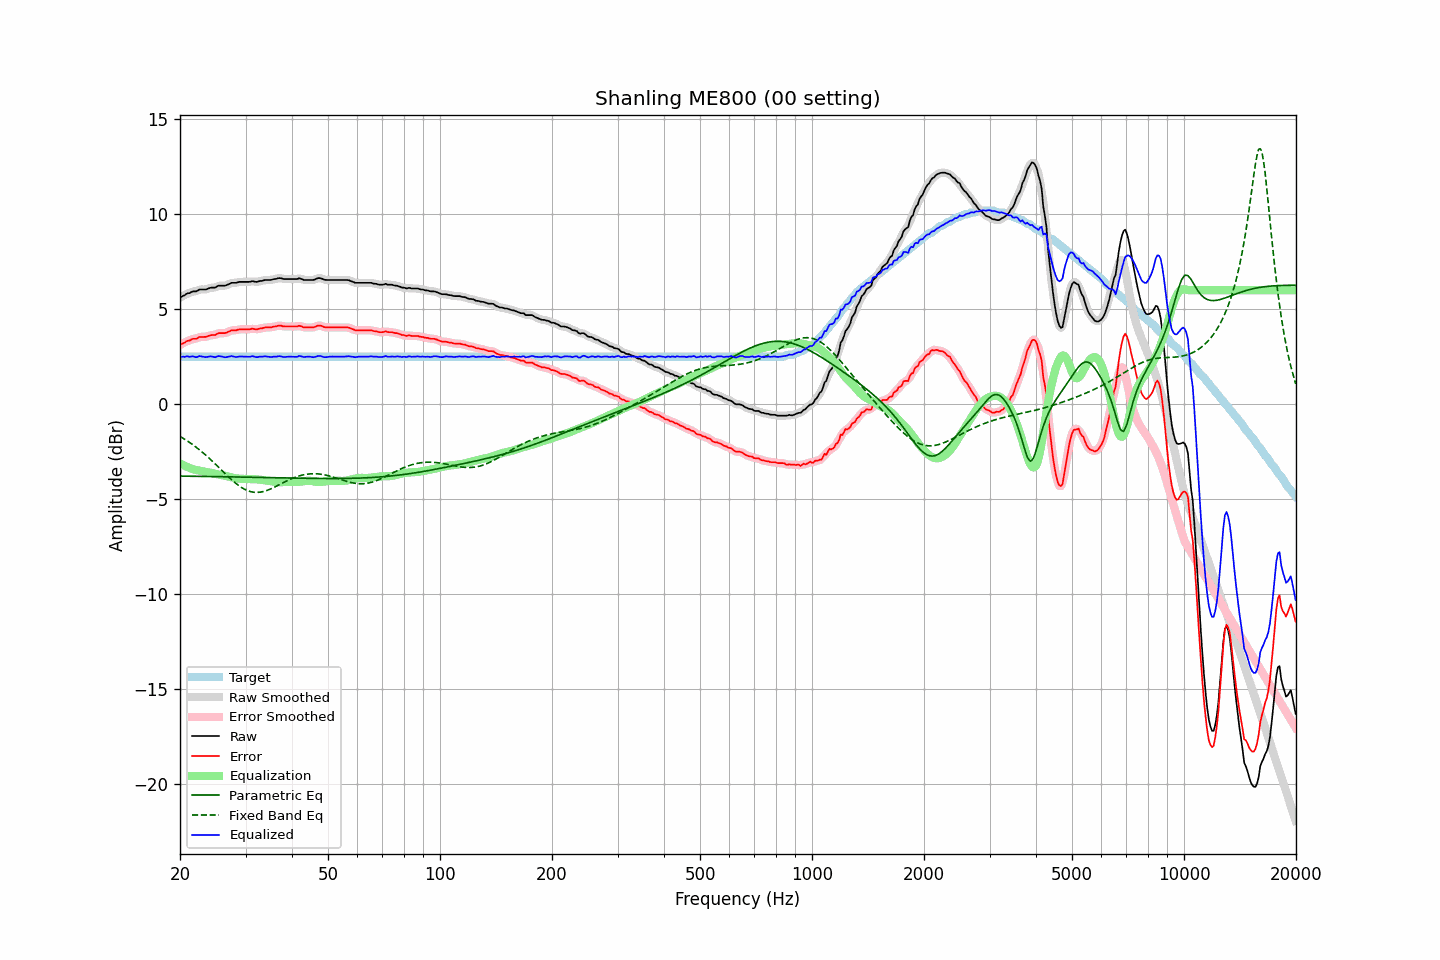 Shanling ME800 (00 setting)
15
10
5
0
−5
−10
−15
−20
Amplitude (dBr)
Target
Raw Smoothed
Error Smoothed
Raw
Error
Equalization
Parametric Eq
Fixed Band Eq
Equalized
20 50 100 200 500 1000 2000 5000 10000 20000
Frequency (Hz)